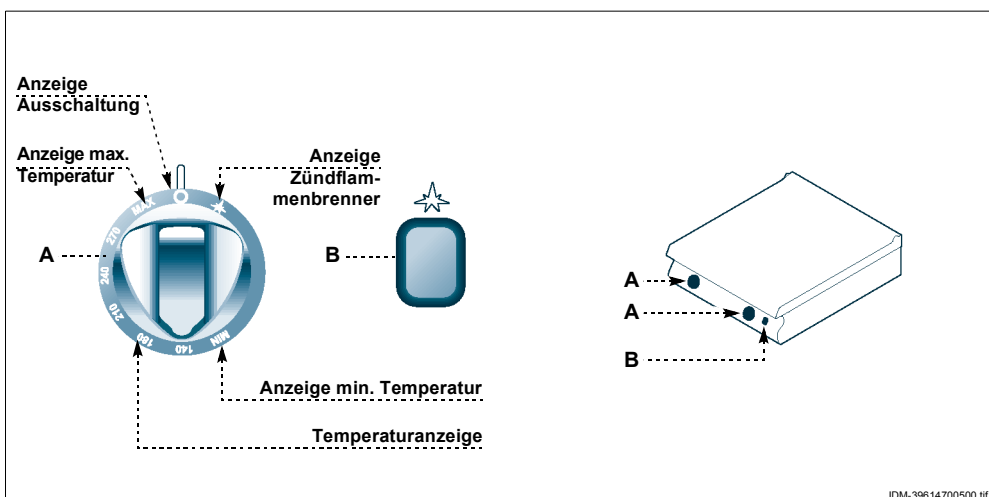 Anzeige
Ausschaltung
Anzeige max.
Temperatur
Anzeige
Zündflam-
menbrenner
A
B
MAX
270
240
210
180
140
MIN
Anzeige min. Temperatur
Temperaturanzeige
A
A
B
IDM-39614700500.tif